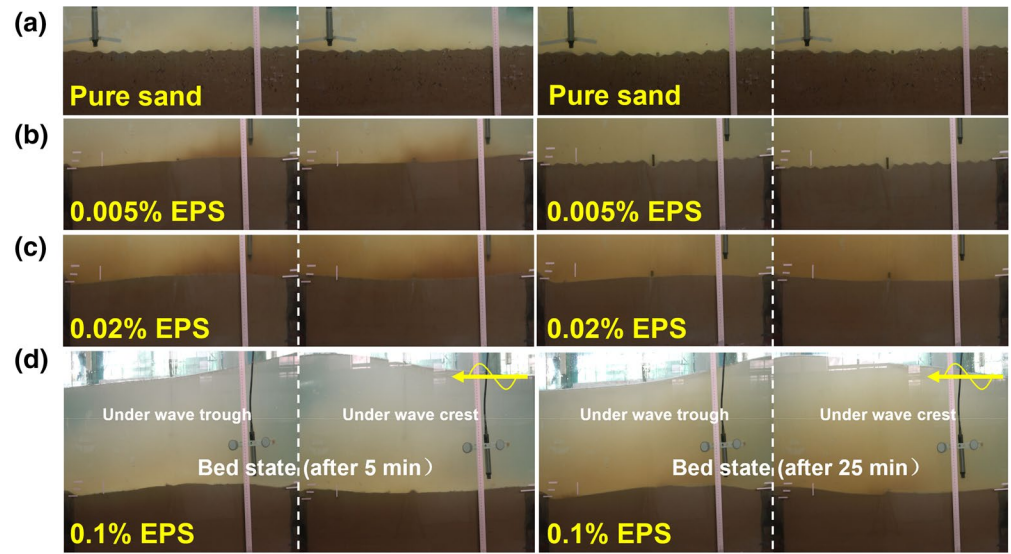 (a)
Pure sand
Pure sand
(b)
0.005% EPS
0.005% EPS
(c)
0.02% EPS
0.02% EPS
(d)
Under wave trough
Under wave crest
Under wave trough
Under wave crest
Bed state (after 5 min）
Bed state (after 25 min）
0.1% EPS
0.1% EPS